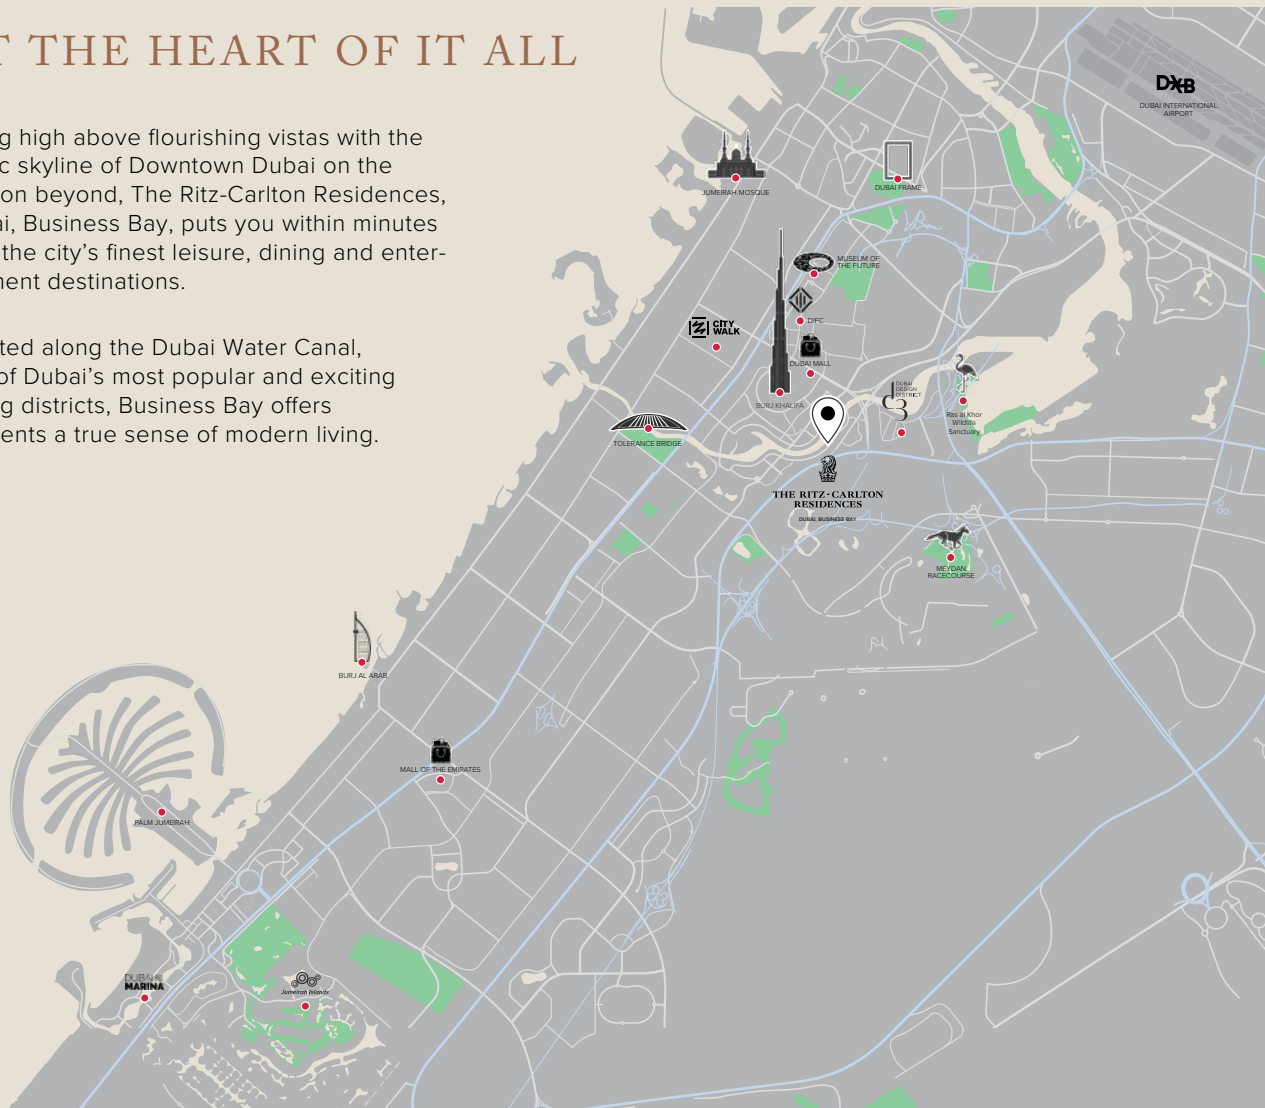 T THE HEART OF IT ALL
g high above flourishing vistas with the
c skyline of Downtown Dubai on the
on beyond, The Ritz-Carlton Residences,
ai, Business Bay, puts you within minutes
the city's finest leisure, dining and enter-
ment destinations.
ted along the Dubai Water Canal,
of Dubai's most popular and exciting
g districts, Business Bay offers
ents a true sense of modern living.
DXB
DUBAI INTERNATIONAL
AIRPORT
JUMEIRAH MOSQUE
DUBAI FRAME
MUSEUM OF
THE FUTURE
DIFC
CITY
WALK
DUBAI MALL
BURJ KHALIFA
DUBAI
DESIGN
DISTRICT
d3
Ras al Khor
Wildlife
Sanctuary
TOLERANCE BRIDGE
THE RITZ-CARLTON
RESIDENCES
DUBAI, BUSINESS BAY
MEYDAN
RACECOURSE
BURJ AL ARAB
MALL OF THE EMIRATES
PALM JUMEIRAH
DUBAI
MARINA
Jumeirah Islands